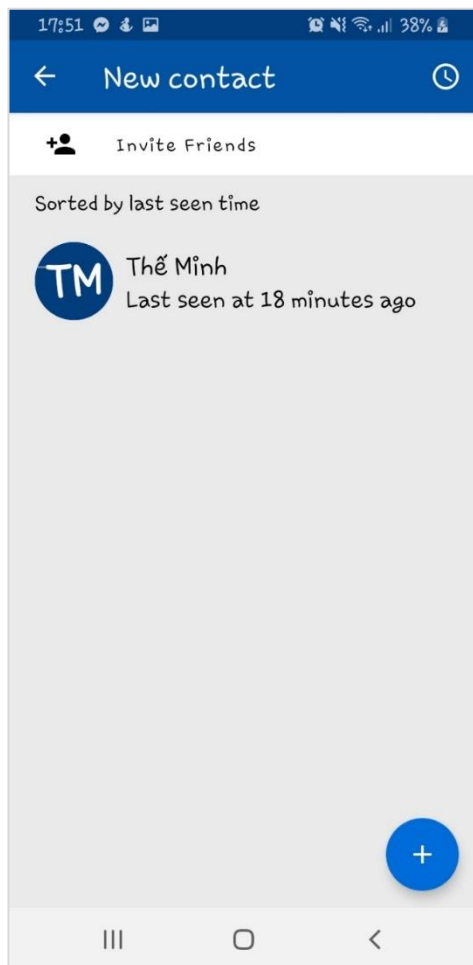 17:51
38%
New contact
Invite Friends
Sorted by last seen time
TM
Thế Minh
Last seen at 18 minutes ago